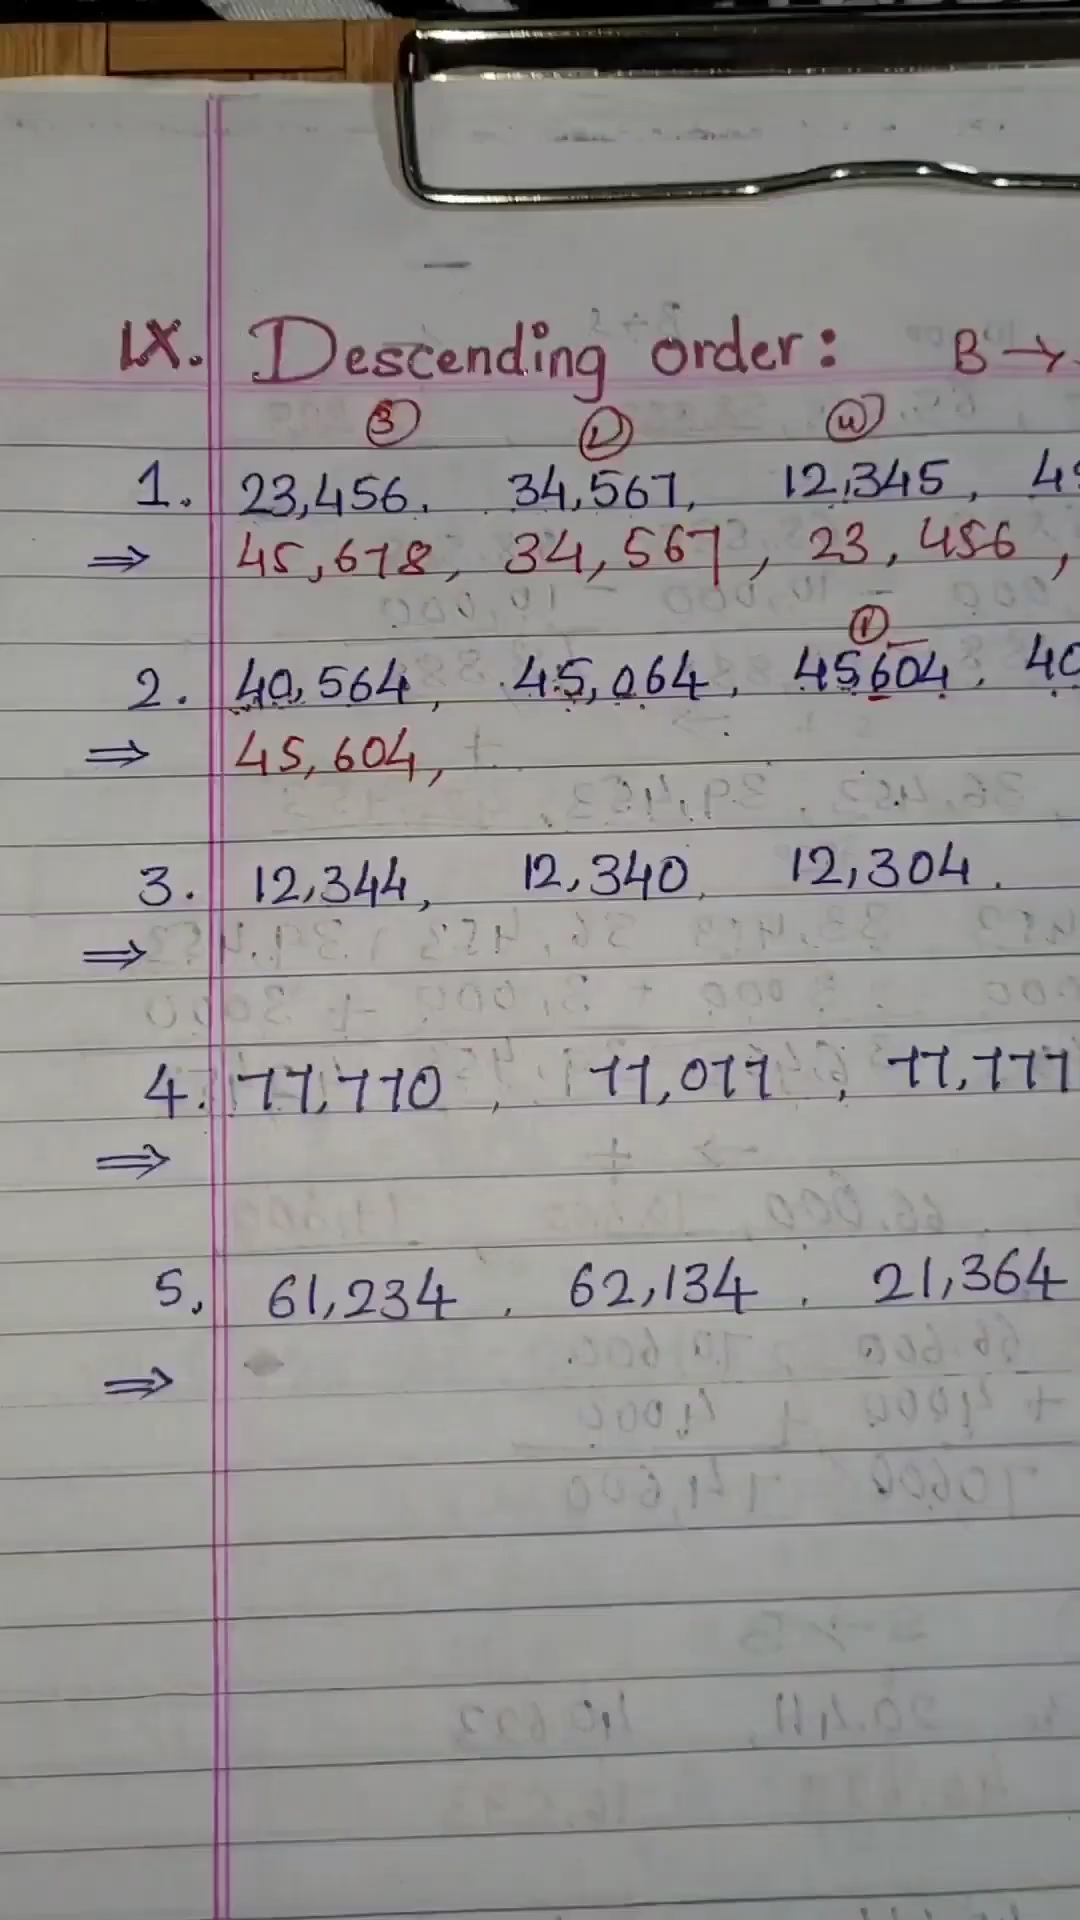 IX. Descending order: B →
3 2 4
1. 23,456, 34,567, 12,345, 45
⇒ 45,678, 34,567, 23,456,
1
2. 40,564, 45,064, 45604, 40
⇒ 45,604,
3. 12,344, 12,340, 12,304.
⇒
4. 77,770, 77,077, 77,777
⇒
5. 61,234, 62,134, 21,364
⇒